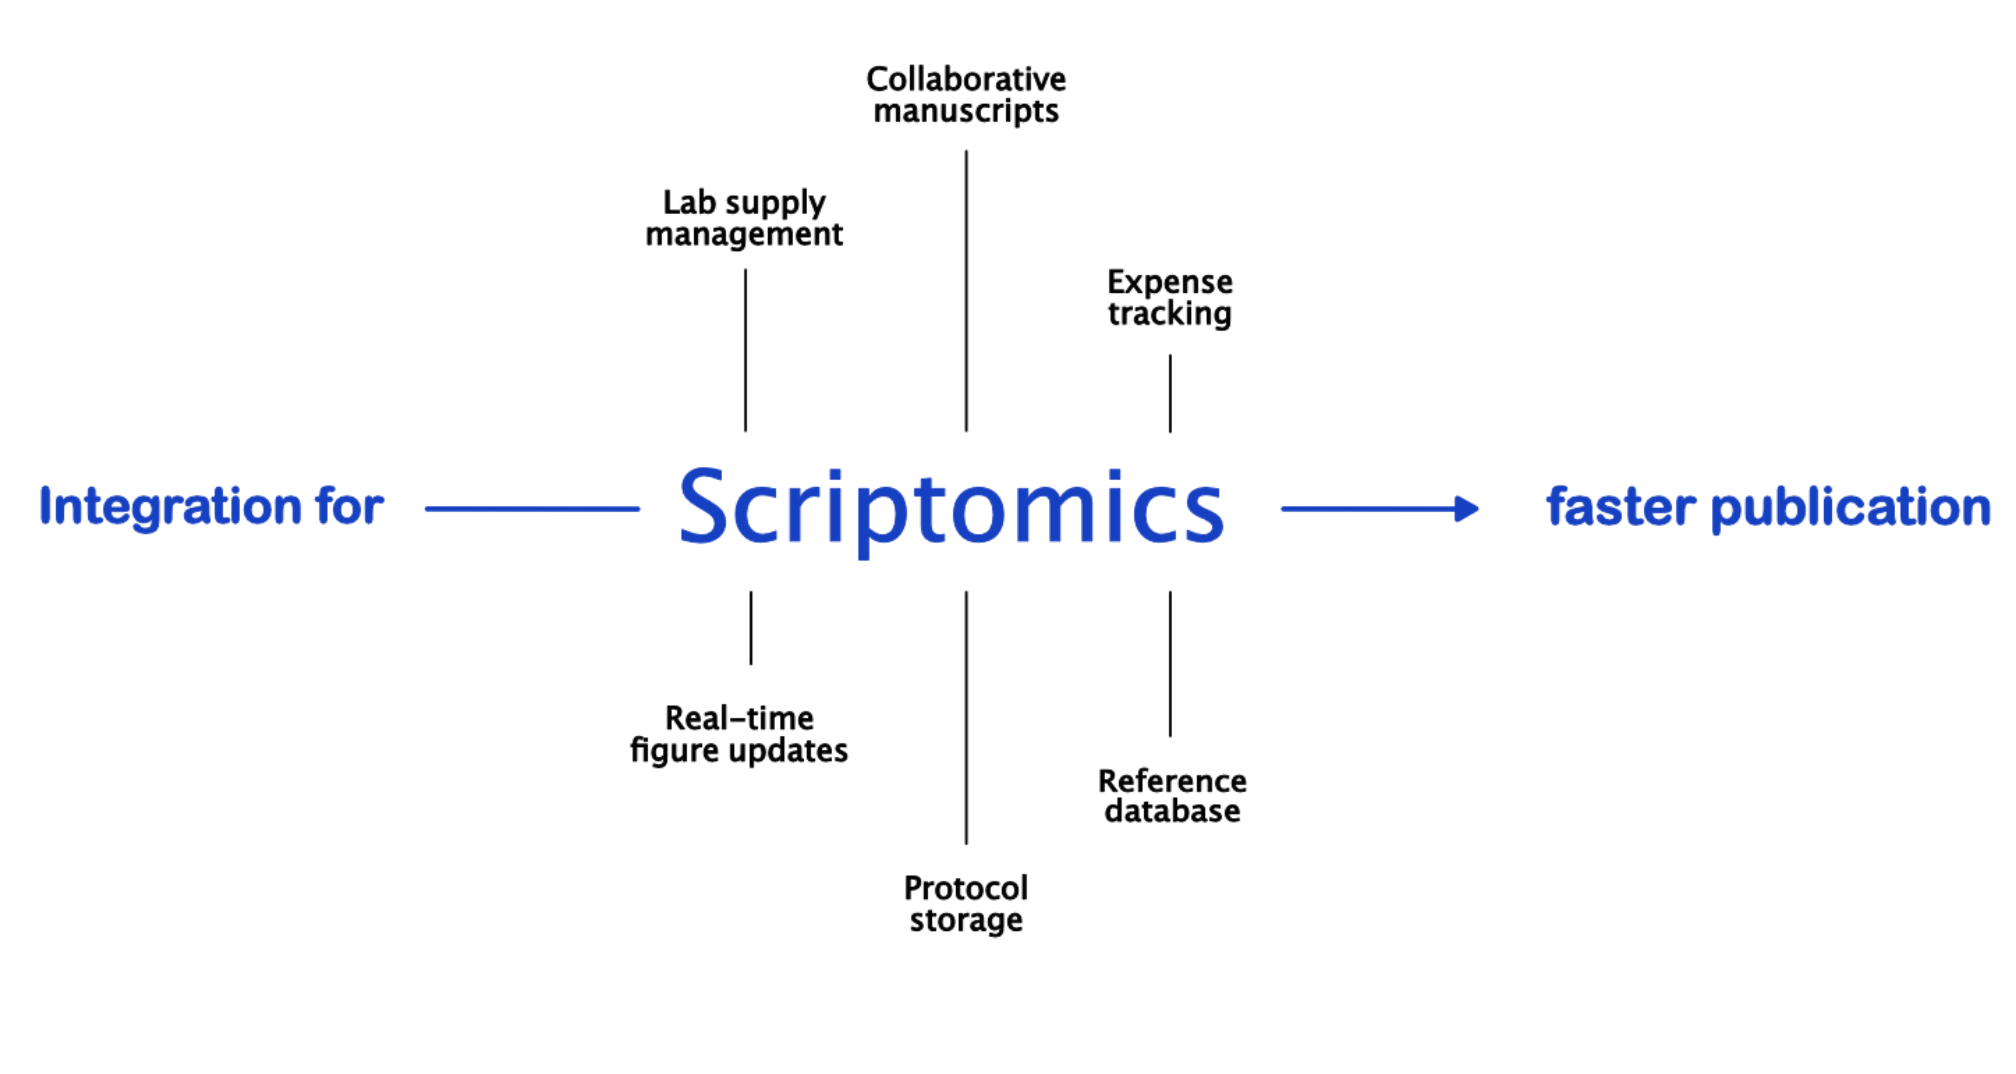 Collaborative
manuscripts
Lab supply
management
Expense
tracking
Integration for
Scriptomics
faster publication
Real-time
figure updates
Reference
database
Protocol
storage